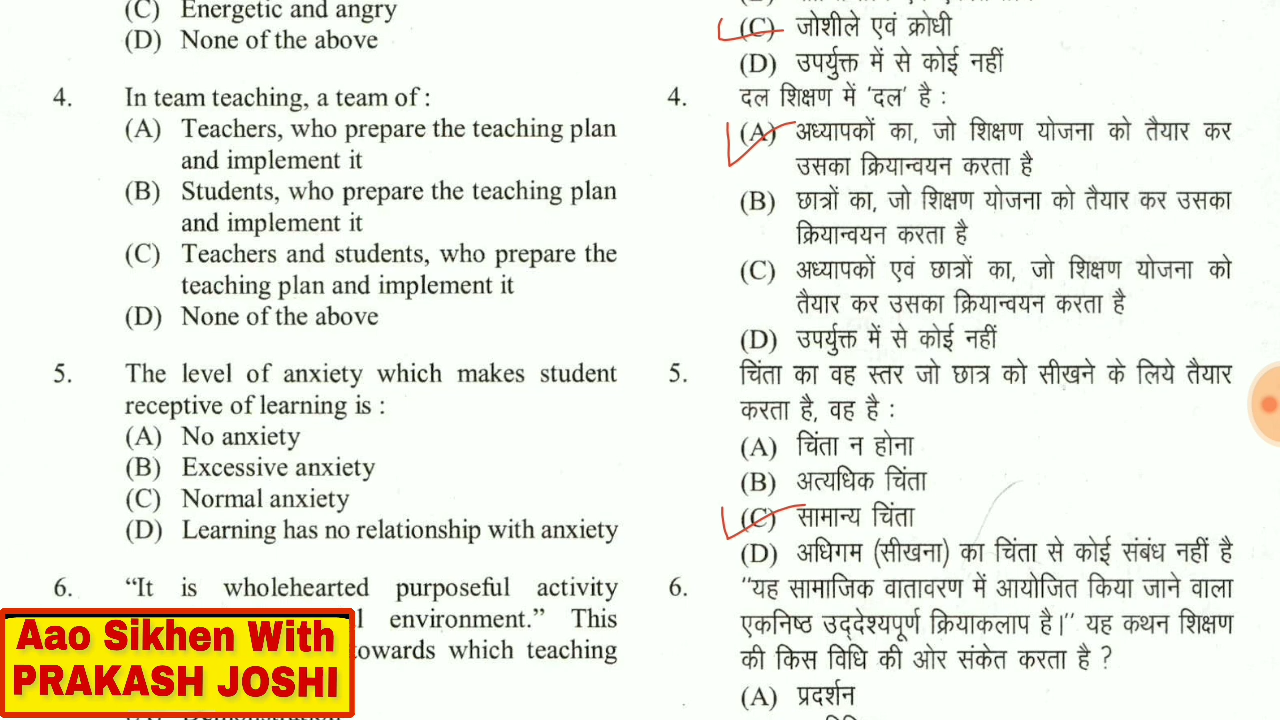 (C) Energetic and angry
(D) None of the above
4. In team teaching, a team of :
(A) Teachers, who prepare the teaching plan
and implement it
(B) Students, who prepare the teaching plan
and implement it
(C) Teachers and students, who prepare the
teaching plan and implement it
(D) None of the above
5. The level of anxiety which makes student
receptive of learning is :
(A) No anxiety
(B) Excessive anxiety
(C) Normal anxiety
(D) Learning has no relationship with anxiety
6. “It is wholehearted purposeful activity
environment.” This
towards which teaching
(C) जोशीले एवं क्रोधी
(D) उपर्युक्त में से कोई नहीं
4. दल शिक्षण में 'दल' है :
(A) अध्यापकों का, जो शिक्षण योजना को तैयार कर
उसका क्रियान्वयन करता है
(B) छात्रों का, जो शिक्षण योजना को तैयार कर उसका
क्रियान्वयन करता है
(C) अध्यापकों एवं छात्रों का, जो शिक्षण योजना को
तैयार कर उसका क्रियान्वयन करता है
(D) उपर्युक्त में से कोई नहीं
5. चिंता का वह स्तर जो छात्र को सीखने के लिये तैयार
करता है, वह है :
(A) चिंता न होना
(B) अत्यधिक चिंता
(C) सामान्य चिंता
(D) अधिगम (सीखना) का चिंता से कोई संबंध नहीं है
6. "यह सामाजिक वातावरण में आयोजित किया जाने वाला
एकनिष्ठ उद्देश्यपूर्ण क्रियाकलाप है।" यह कथन शिक्षण
की किस विधि की ओर संकेत करता है ?
(A) प्रदर्शन
Aao Sikhen With
PRAKASH JOSHI